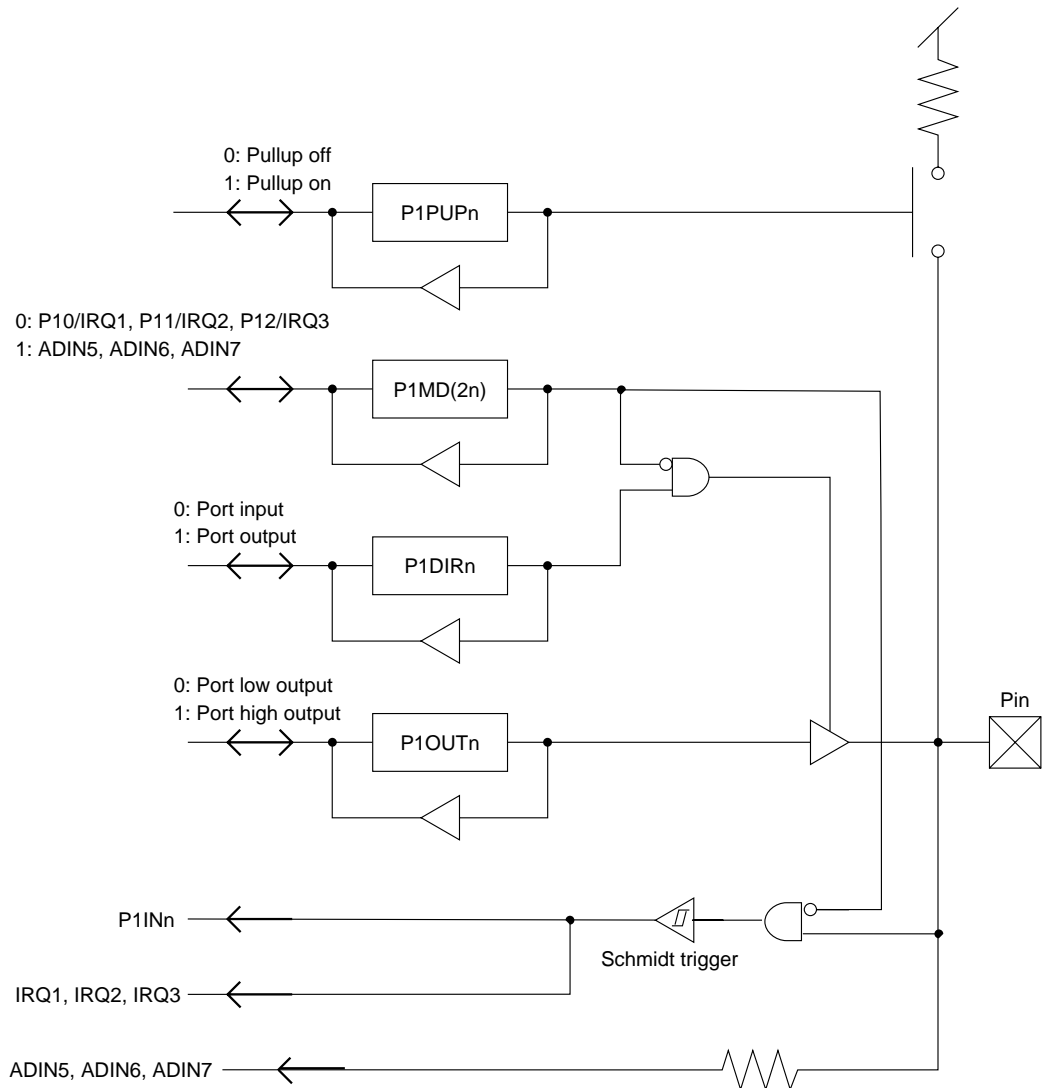 0: Pullup off
1: Pullup on
P1PUPn
0: P10/IRQ1, P11/IRQ2, P12/IRQ3
1: ADIN5, ADIN6, ADIN7
P1MD(2n)
0: Port input
1: Port output
P1DIRn
0: Port low output
1: Port high output
P1OUTn
Pin
P1INn
Schmidt trigger
IRQ1, IRQ2, IRQ3
ADIN5, ADIN6, ADIN7